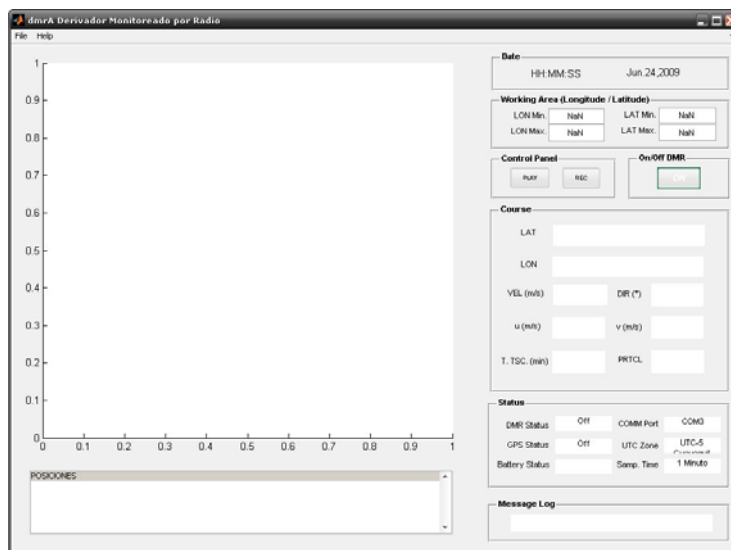 dmrA Derivador Monitoreado por Radio
File Help
1
0.9
0.8
0.7
0.6
0.5
0.4
0.3
0.2
0.1
0
0 0.1 0.2 0.3 0.4 0.5 0.6 0.7 0.8 0.9 1
POSICIONES
Date
HH:MM:SS Jun.24,2009
Working Area (Longitude / Latitude)
LON Min. NaN LAT Min. NaN
LON Max. NaN LAT Max. NaN
Control Panel
PLAY REC
On/Off DMR
Course
LAT
LON
VEL (m/s) DIR (°)
u (m/s) v (m/s)
T. TSC. (min) PRTCL
Status
DMR Status Off COMM Port COM3
GPS Status Off UTC Zone UTC-5
Battery Status Samp. Time 1 Minuto
Message Log